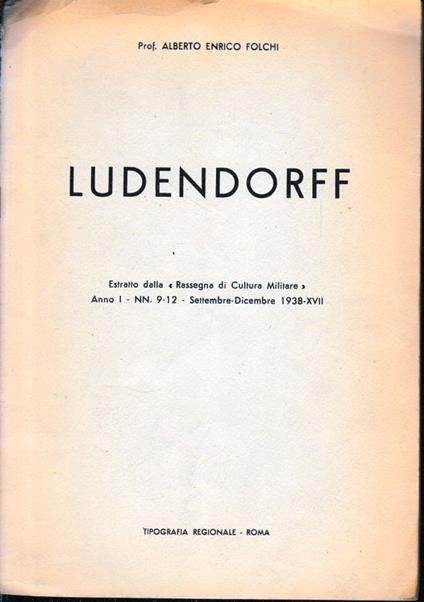 Prof. ALBERTO ENRICO FOLCHI
LUDENDORFF
Estratto dalla « Rassegna di Cultura Militare »
Anno I - NN. 9-12 - Settembre-Dicembre 1938-XVII
TIPOGRAFIA REGIONALE - ROMA